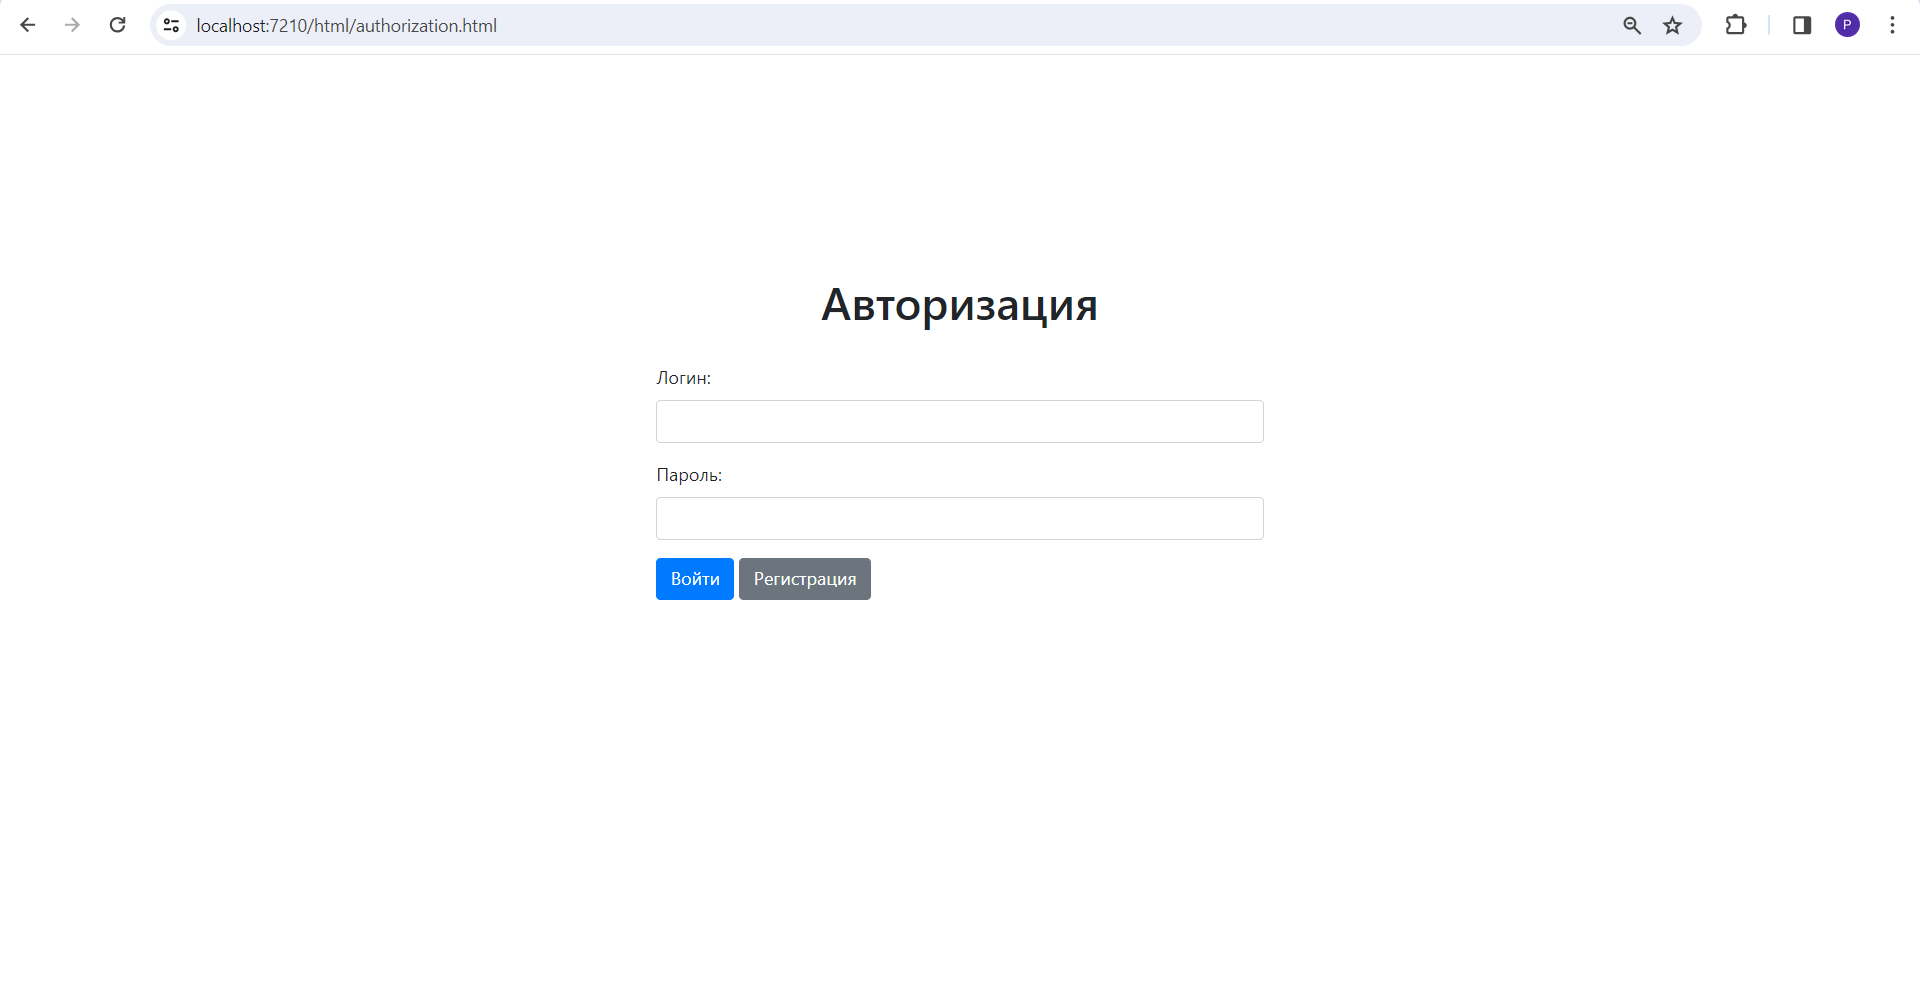 localhost:7210/html/authorization.html
P
Авторизация
Логин:
Пароль:
Войти Регистрация